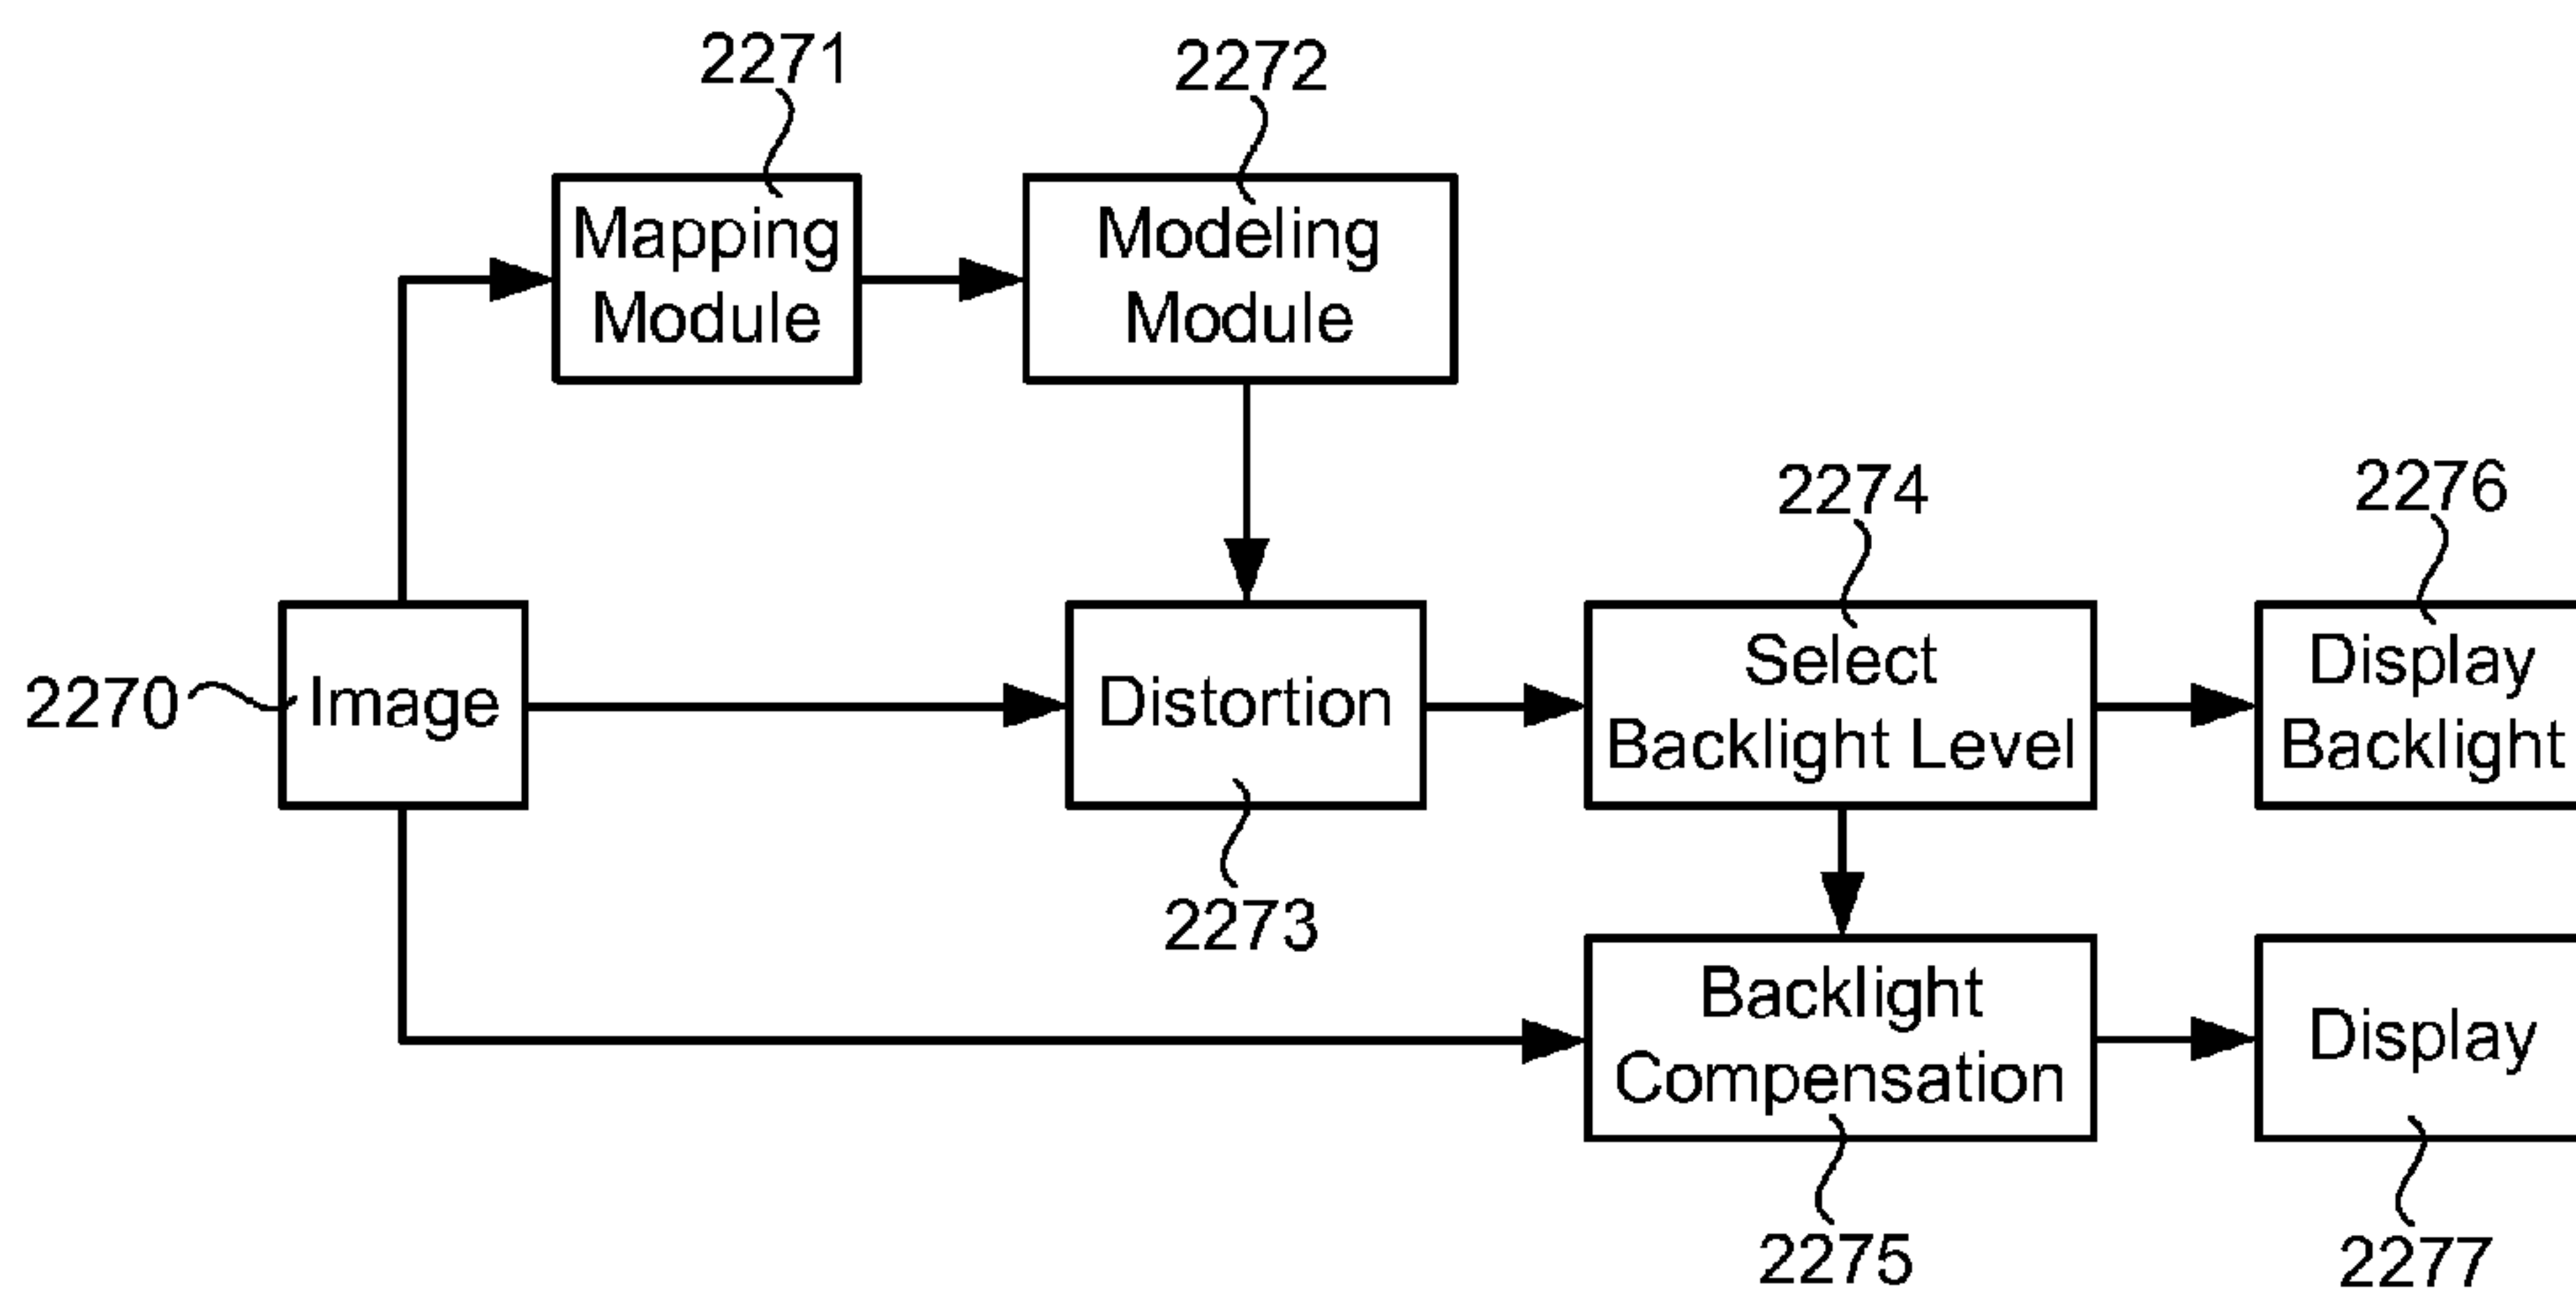 2271
2272
Mapping
Module
Modeling
Module
2274
2276
2270
Image
Distortion
Select
Backlight Level
Display
Backlight
2273
Backlight
Compensation
Display
2275
2277